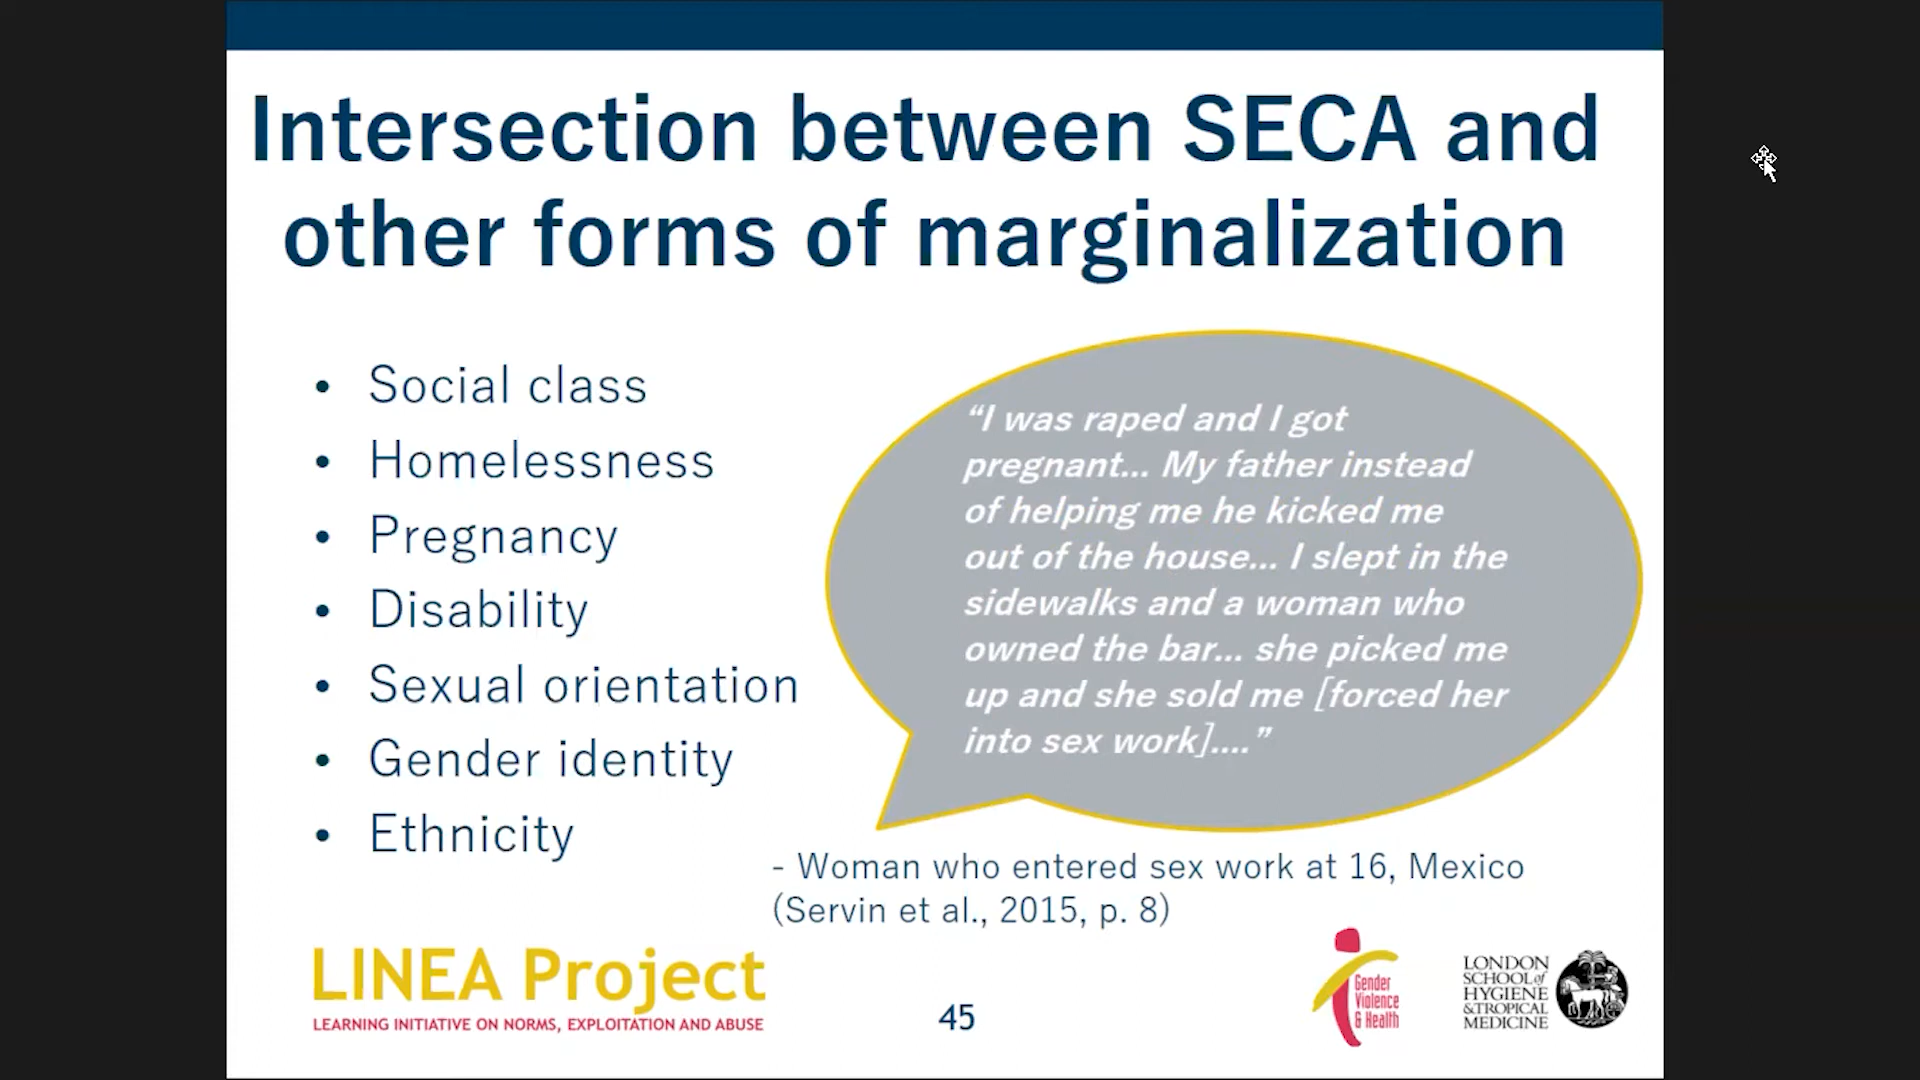 Intersection between SECA and
other forms of marginalization
• Social class
• Homelessness
• Pregnancy
• Disability
• Sexual orientation
• Gender identity
• Ethnicity
“I was raped and I got
pregnant... My father instead
of helping me he kicked me
out of the house... I slept in the
sidewalks and a woman who
owned the bar... she picked me
up and she sold me [forced her
into sex work]....”
- Woman who entered sex work at 16, Mexico
(Servin et al., 2015, p. 8)
LINEA Project
LEARNING INITIATIVE ON NORMS, EXPLOITATION AND ABUSE
45
Gender
Violence
& Health
LONDON
SCHOOL of
HYGIENE
& TROPICAL
MEDICINE